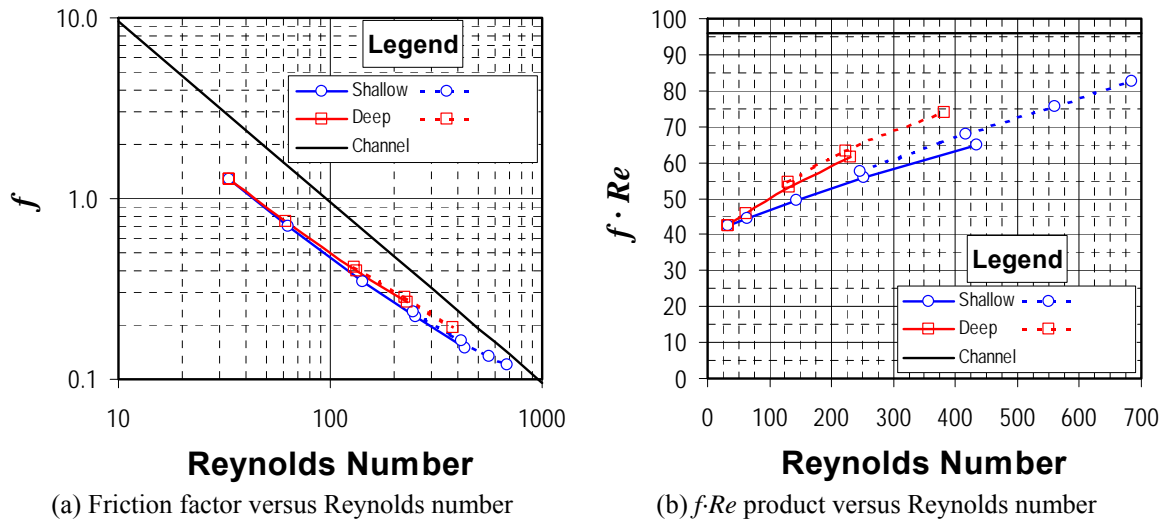 f
10.0
1.0
0.1
10
100
1000
Legend
Shallow
Deep
Channel
Reynolds Number
(a) Friction factor versus Reynolds number
f · Re
100
90
80
70
60
50
40
30
20
10
0
0 100 200 300 400 500 600 700
Legend
Shallow
Deep
Channel
Reynolds Number
(b) f·Re product versus Reynolds number